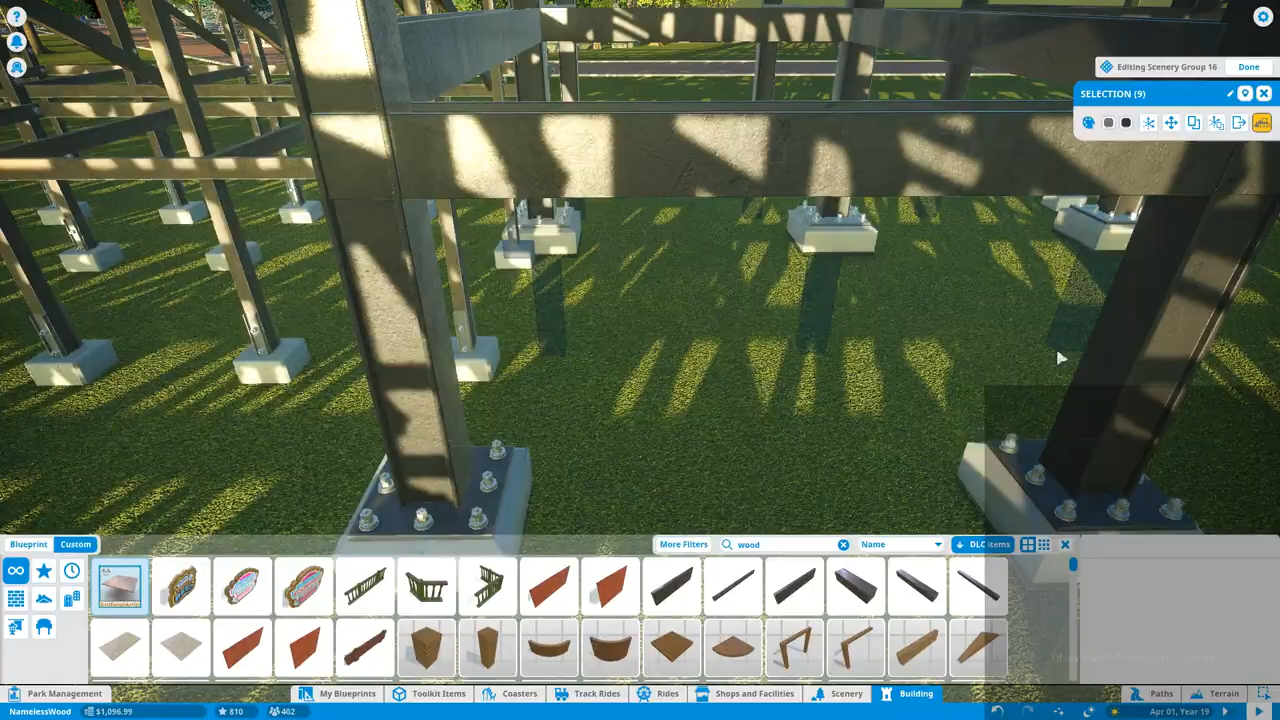 Editing Scenery Group 16
Done
SELECTION (9)
Blueprint
Custom
More Filters
wood
Name
DLC Items
Park Management
My Blueprints
Toolkit Items
Coasters
Track Rides
Rides
Shops and Facilities
Scenery
Building
Paths
Terrain
NamelessWood
$1,096.99
810
402
Apr 01, Year 19